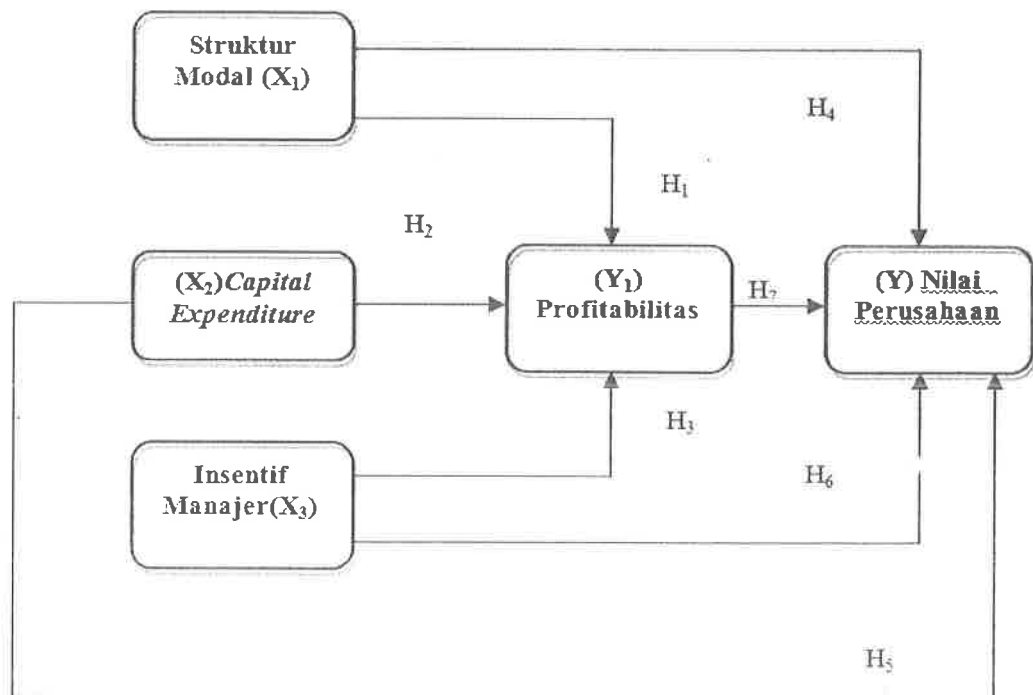 Struktur
Modal (X₁)
H₄
H₁
H₂
(X₂)Capital
Expenditure
(Y₁)
Profitabilitas
H₇
(Y) Nilai
Perusahaan
H₃
Insentif
Manajer(X₃)
H₆
H₅